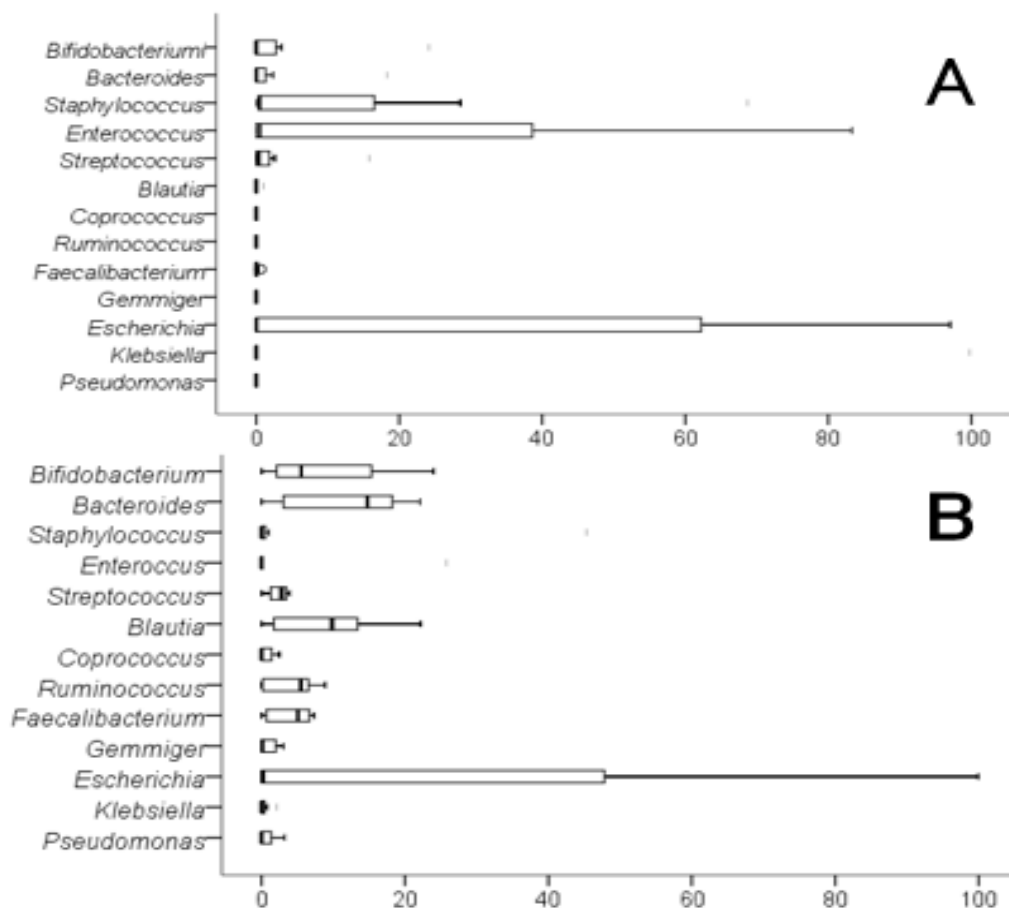 A
Bifidobacteriuml
Bacteroides
Staphylococcus
Enterococcus
Streptococcus
Blautia
Coprococcus
Ruminococcus
Faecalibacterium
Gemmiger
Escherichia
Klebsiella
Pseudomonas
0 20 40 60 80 100
B
Bifidobacterium
Bacteroides
Staphylococcus
Enteroccus
Streptococcus
Blautia
Coprococcus
Ruminococcus
Faecalibacterium
Gemmiger
Escherichia
Klebsiella
Pseudomonas
0 20 40 60 80 100